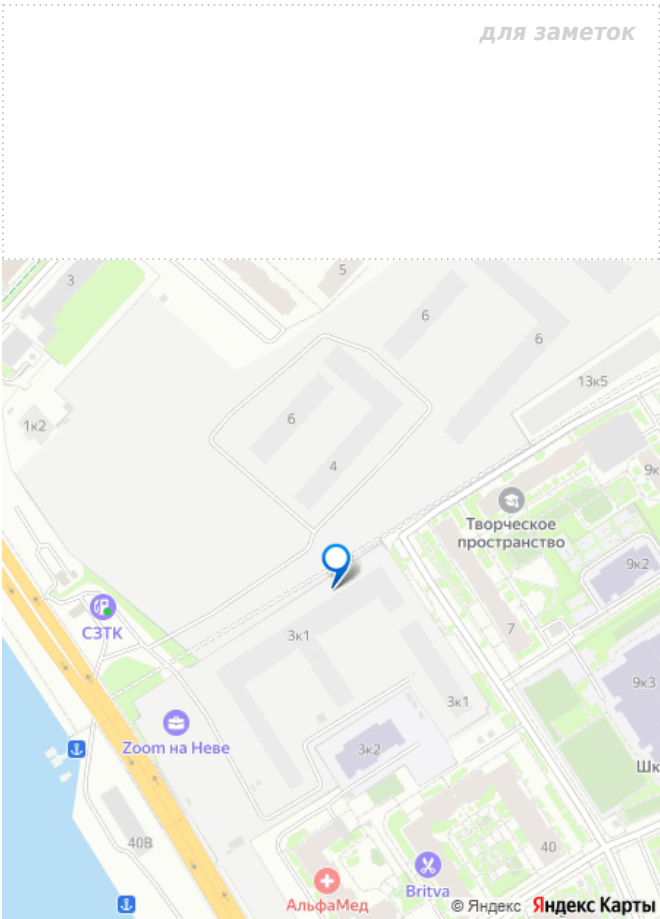 для заметок
3
5
6
6
13к5
6
1к2
4
9к
Творческое
пространство
9к2
СЗТК
3к1
7
9к3
3к1
Zoom на Неве
3к2
Шк
40В
40
Britva
АльфаМед
© Яндекс Яндекс Карты